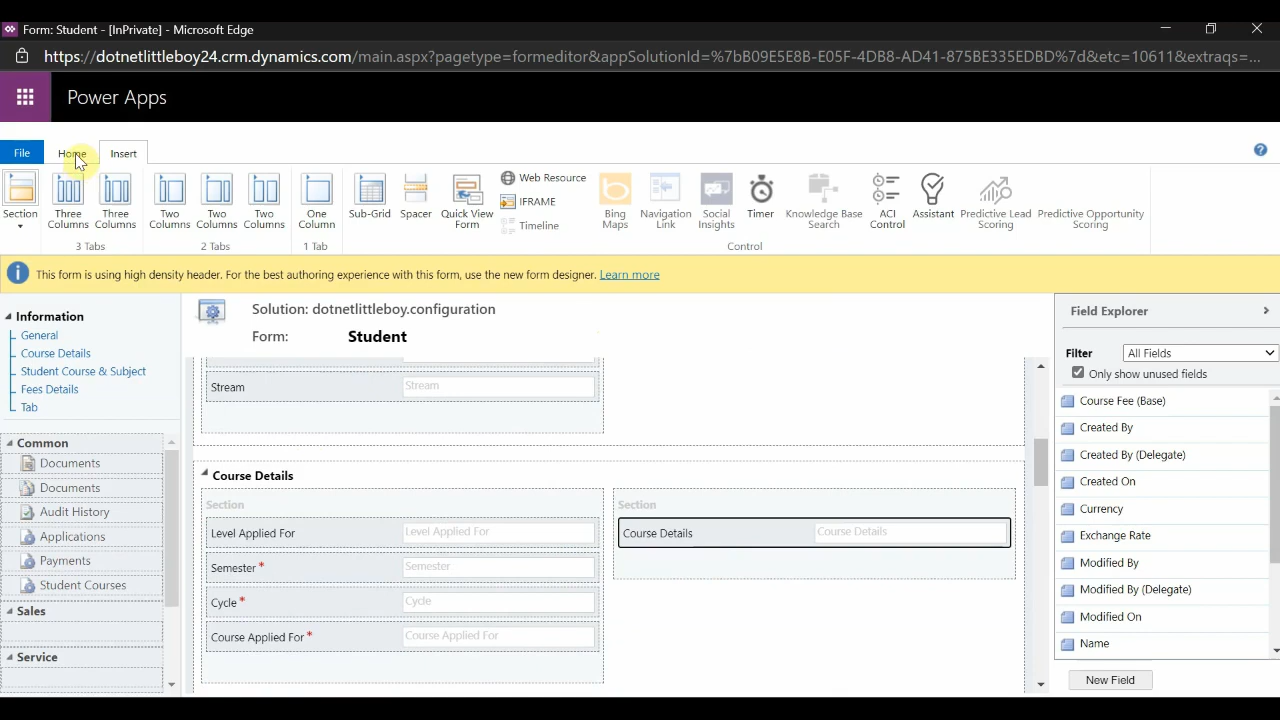 Form: Student - [InPrivate] - Microsoft Edge
https://dotnetlittleboy24.crm.dynamics.com/main.aspx?pagetype=formeditor&appSolutionId=%7bB09E5E8B-E05F-4DB8-AD41-875BE335EDBD%7d&etc=10611&extraqs=...
Power Apps
File Home Insert
Section
Three Columns
Three Columns
3 Tabs
Two Columns
Two Columns
Two Columns
2 Tabs
One Column
1 Tab
Sub-Grid
Spacer
Quick View Form
Web Resource
IFRAME
Timeline
Bing Maps
Navigation Link
Social Insights
Timer
Knowledge Base Search
ACI Control
Assistant
Predictive Lead Scoring
Predictive Opportunity Scoring
Control
This form is using high density header. For the best authoring experience with this form, use the new form designer. Learn more
Information
General
Course Details
Student Course & Subject
Fees Details
Tab
Common
Documents
Documents
Audit History
Applications
Payments
Student Courses
Sales
Service
Solution: dotnetlittleboy.configuration
Form: Student
Stream Stream
Course Details
Section
Level Applied For Level Applied For
Semester * Semester
Cycle * Cycle
Course Applied For * Course Applied For
Section
Course Details Course Details
Field Explorer
Filter All Fields
Only show unused fields
Course Fee (Base)
Created By
Created By (Delegate)
Created On
Currency
Exchange Rate
Modified By
Modified By (Delegate)
Modified On
Name
New Field